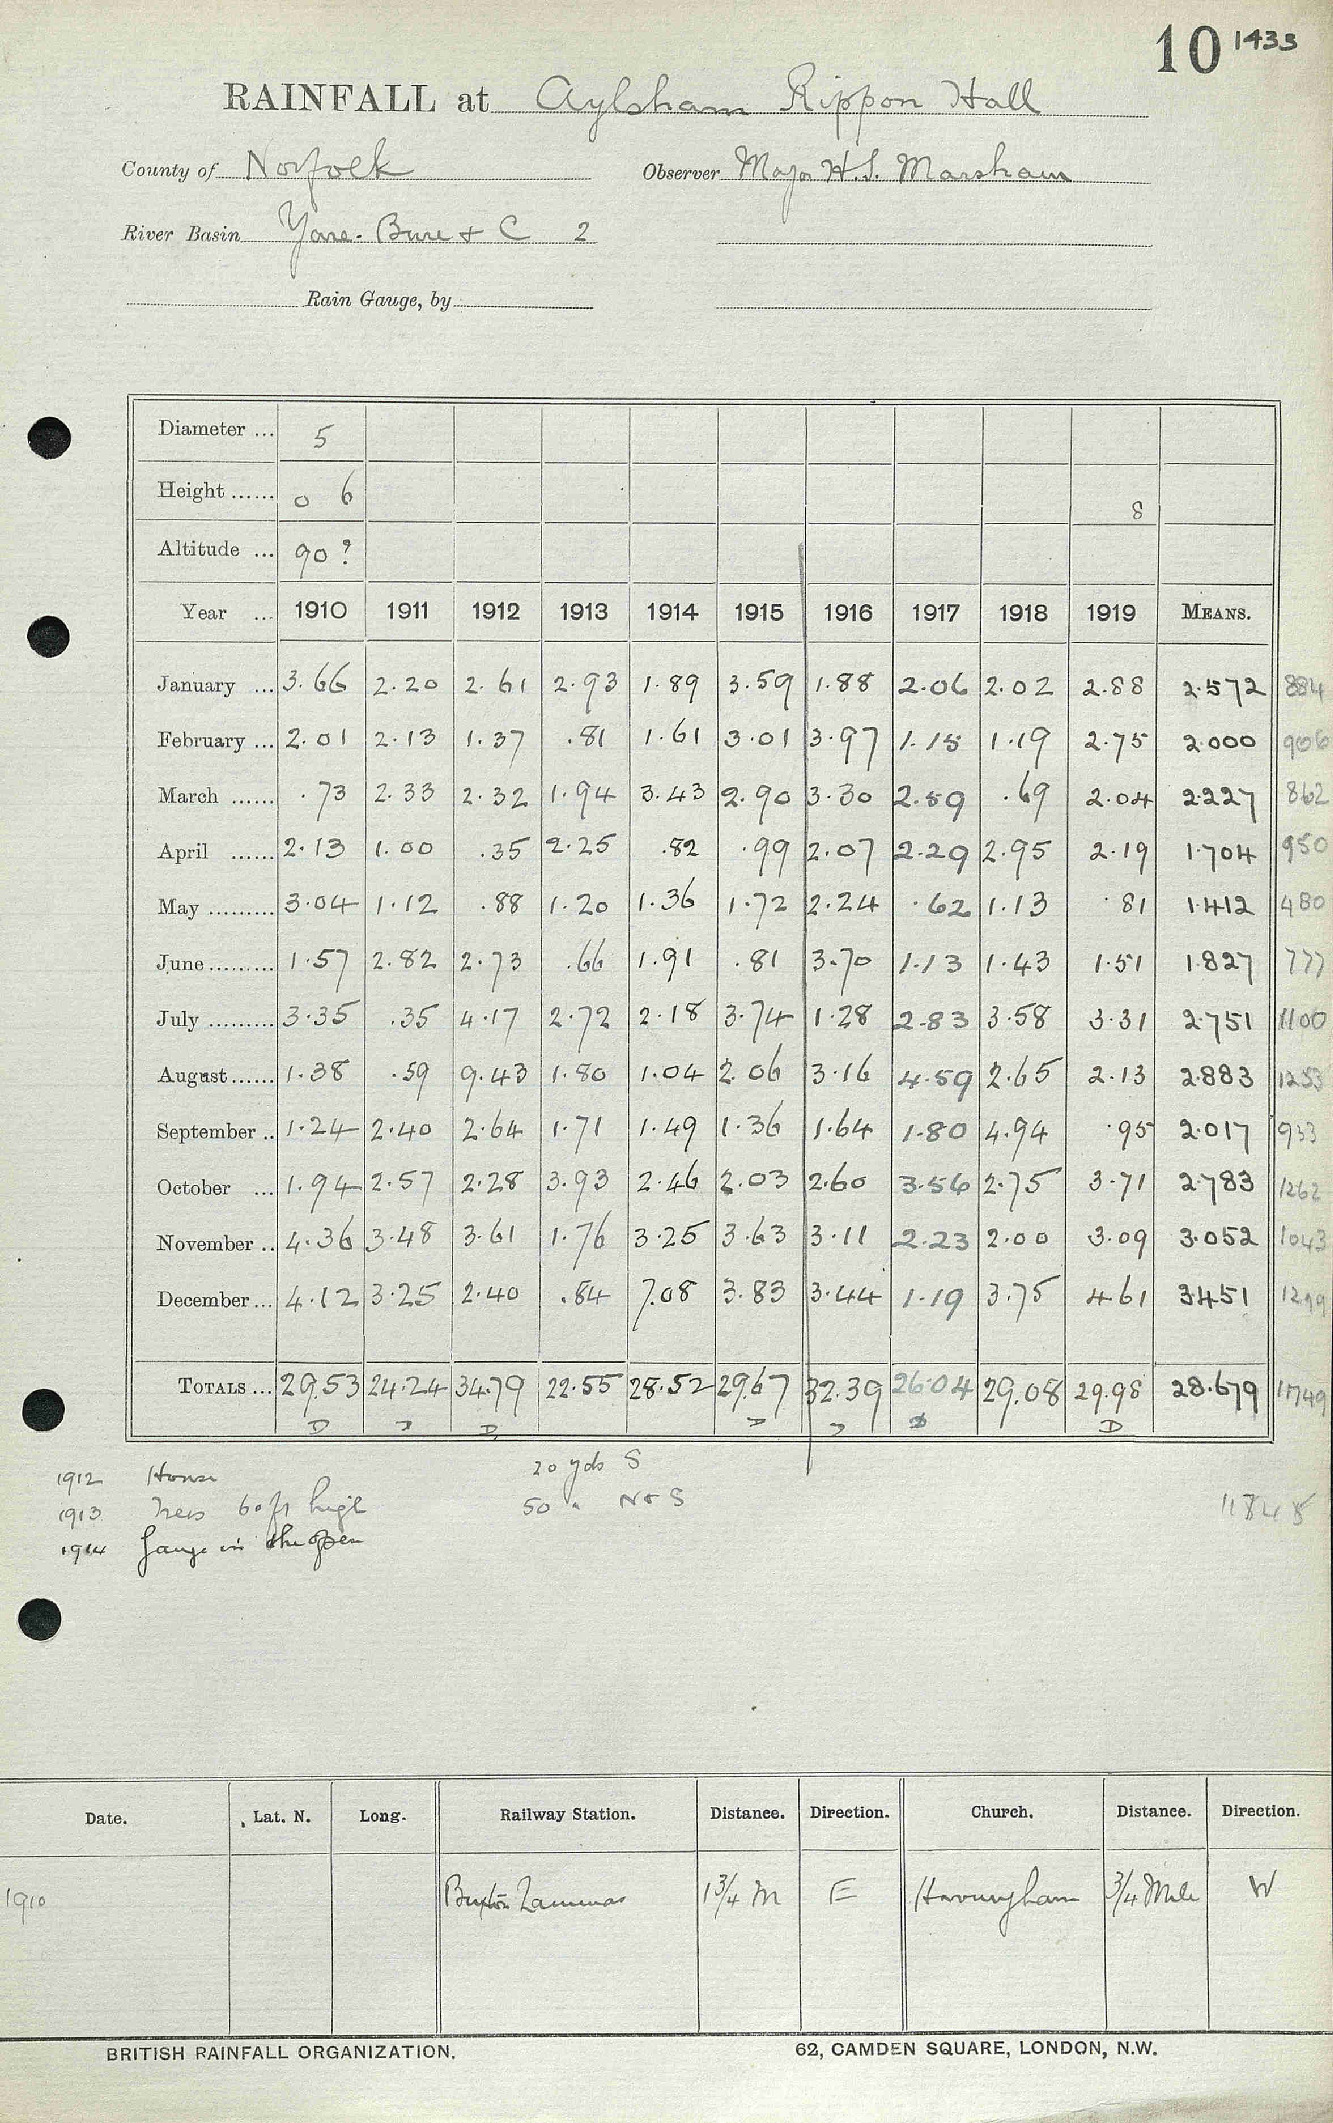 10 1433
RAINFALL at Aylsham Rippon Hall
County of Norfolk Observer Major H.S. Marsham
River Basin Yare. Bure & C 2
Rain Gauge, by
Diameter ... 5
Height ...... 0 6 8
Altitude ... 90?
Year ... 1910 1911 1912 1913 1914 1915 1916 1917 1918 1919 MEANS.
January ... 3.66 2.20 2.61 2.93 1.89 3.59 1.88 2.06 2.02 2.88 2.572 884
February ... 2.01 2.13 1.37 .81 1.61 3.01 3.97 1.15 1.19 2.75 2.000 906
March ...... .73 2.33 2.32 1.94 3.43 2.90 3.30 2.59 .69 2.04 2.227 862
April ...... 2.13 1.00 .35 2.25 .82 .99 2.07 2.29 2.95 2.19 1.704 950
May ......... 3.04 1.12 .88 1.20 1.36 1.72 2.24 .62 1.13 .81 1.412 480
June ......... 1.57 2.82 2.73 .66 1.91 .81 3.70 1.13 1.43 1.51 1.827 777
July ......... 3.35 .35 4.17 2.72 2.18 3.74 1.28 2.83 3.58 3.31 2.751 1100
August ...... 1.38 .59 9.43 1.80 1.04 2.06 3.16 4.59 2.65 2.13 2.883 1253
September .. 1.24 2.40 2.64 1.71 1.49 1.36 1.64 1.80 4.94 .95 2.017 933
October ... 1.94 2.57 2.28 3.93 2.46 2.03 2.60 3.56 2.75 3.71 2.783 1262
November .. 4.36 3.48 3.61 1.76 3.25 3.63 3.11 2.23 2.00 3.09 3.052 1043
December ... 4.12 3.25 2.40 .84 7.08 3.83 3.44 1.19 3.75 4.61 3.451 1299
TOTALS ... 29.53 24.24 34.79 22.55 28.52 29.67 32.39 26.04 29.08 29.98 28.679 11749
D D D D D D D
1912 House 20 yds S
1913 Trees 60 ft high 50 " N & S
1914 Gauge in the open
11848
Date. Lat. N. Long. Railway Station. Distance. Direction. Church. Distance. Direction.
1910 Buxton Lammas 1 3/4 M E Hevingham 3/4 Mile W
BRITISH RAINFALL ORGANIZATION. 62, CAMDEN SQUARE, LONDON, N.W.